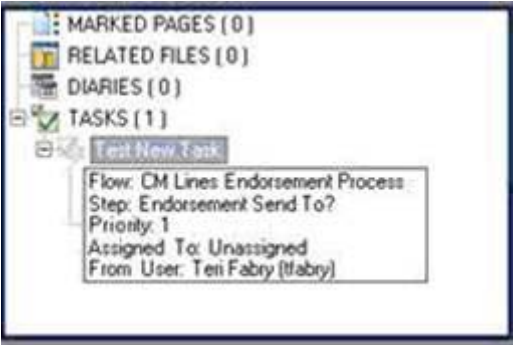 MARKED PAGES ( 0 )
RELATED FILES ( 0 )
DIARIES ( 0 )
TASKS ( 1 )
Test New Task
Flow: CM Lines Endorsement Process
Step: Endorsement Send To?
Priority: 1
Assigned To: Unassigned
From User: Teri Fabry (tfabry)